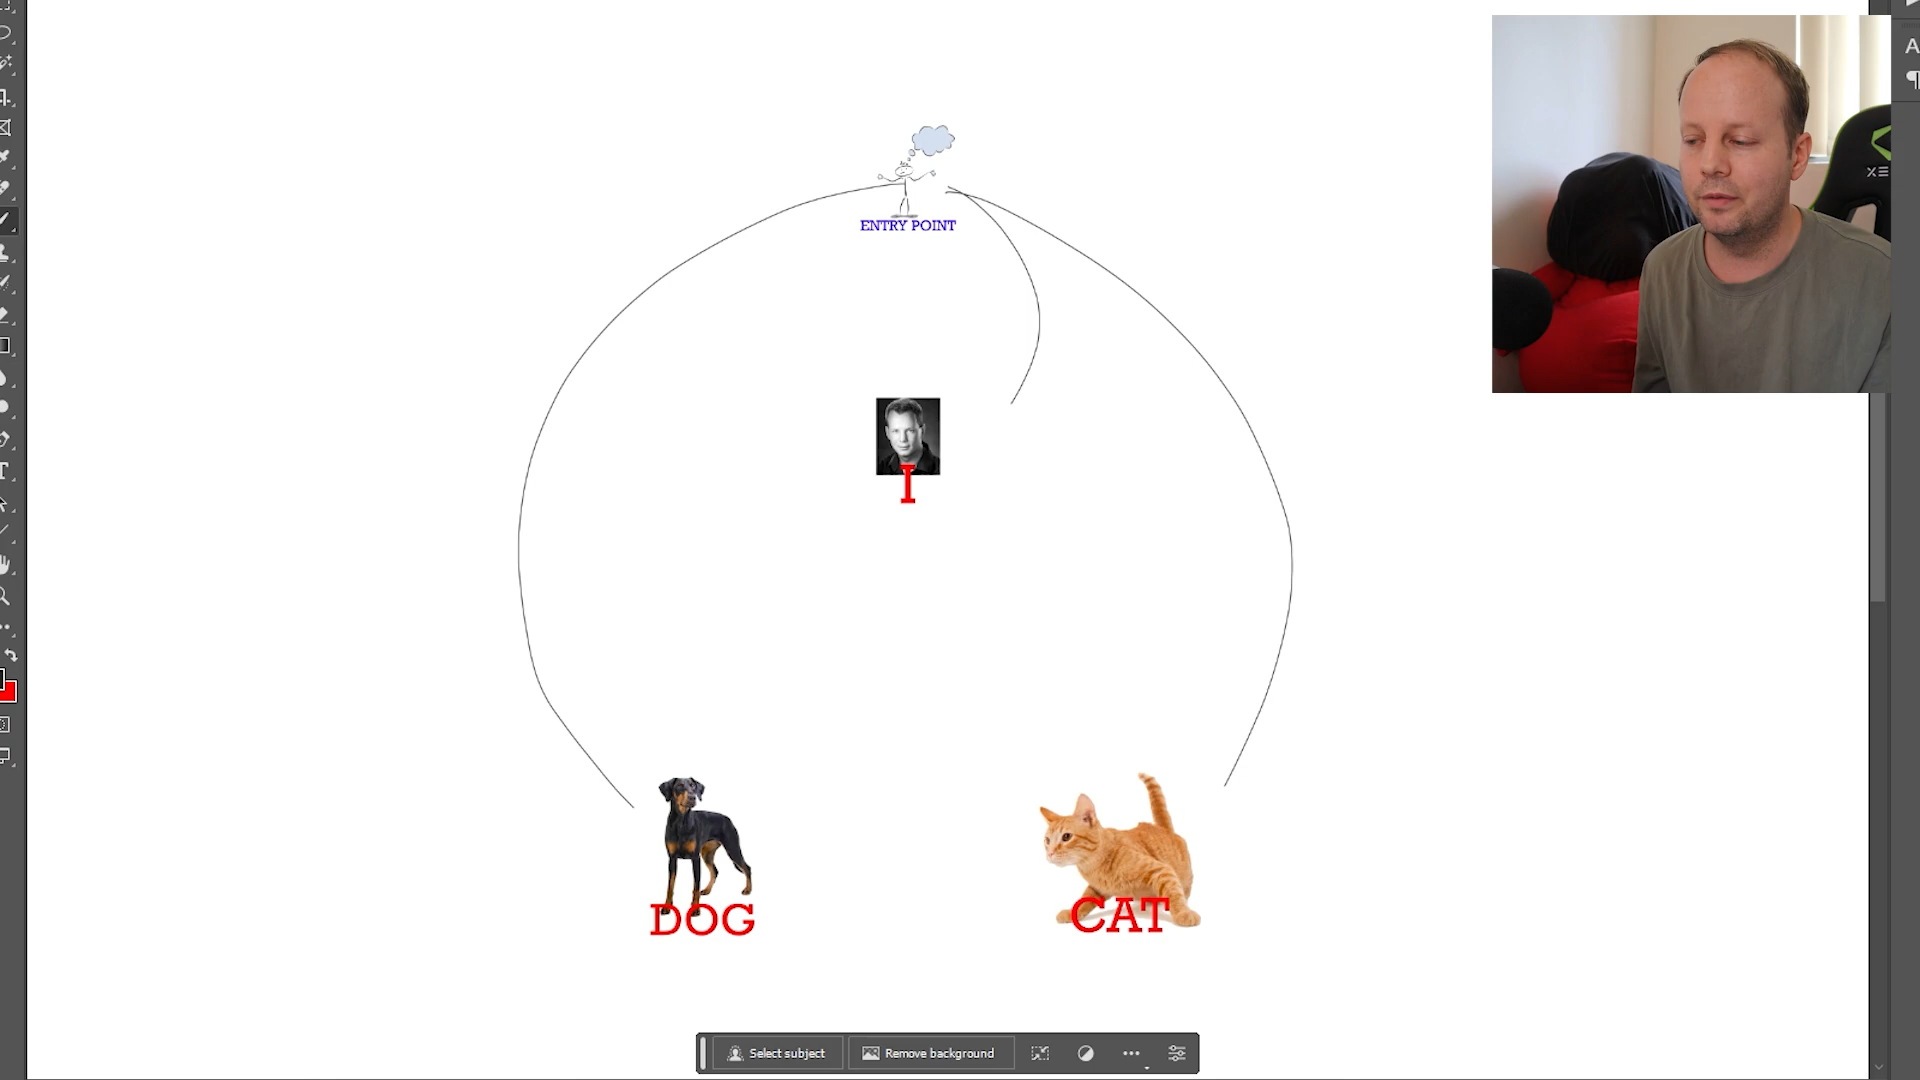 ENTRY POINT
I
DOG
CAT
Select subject
Remove background